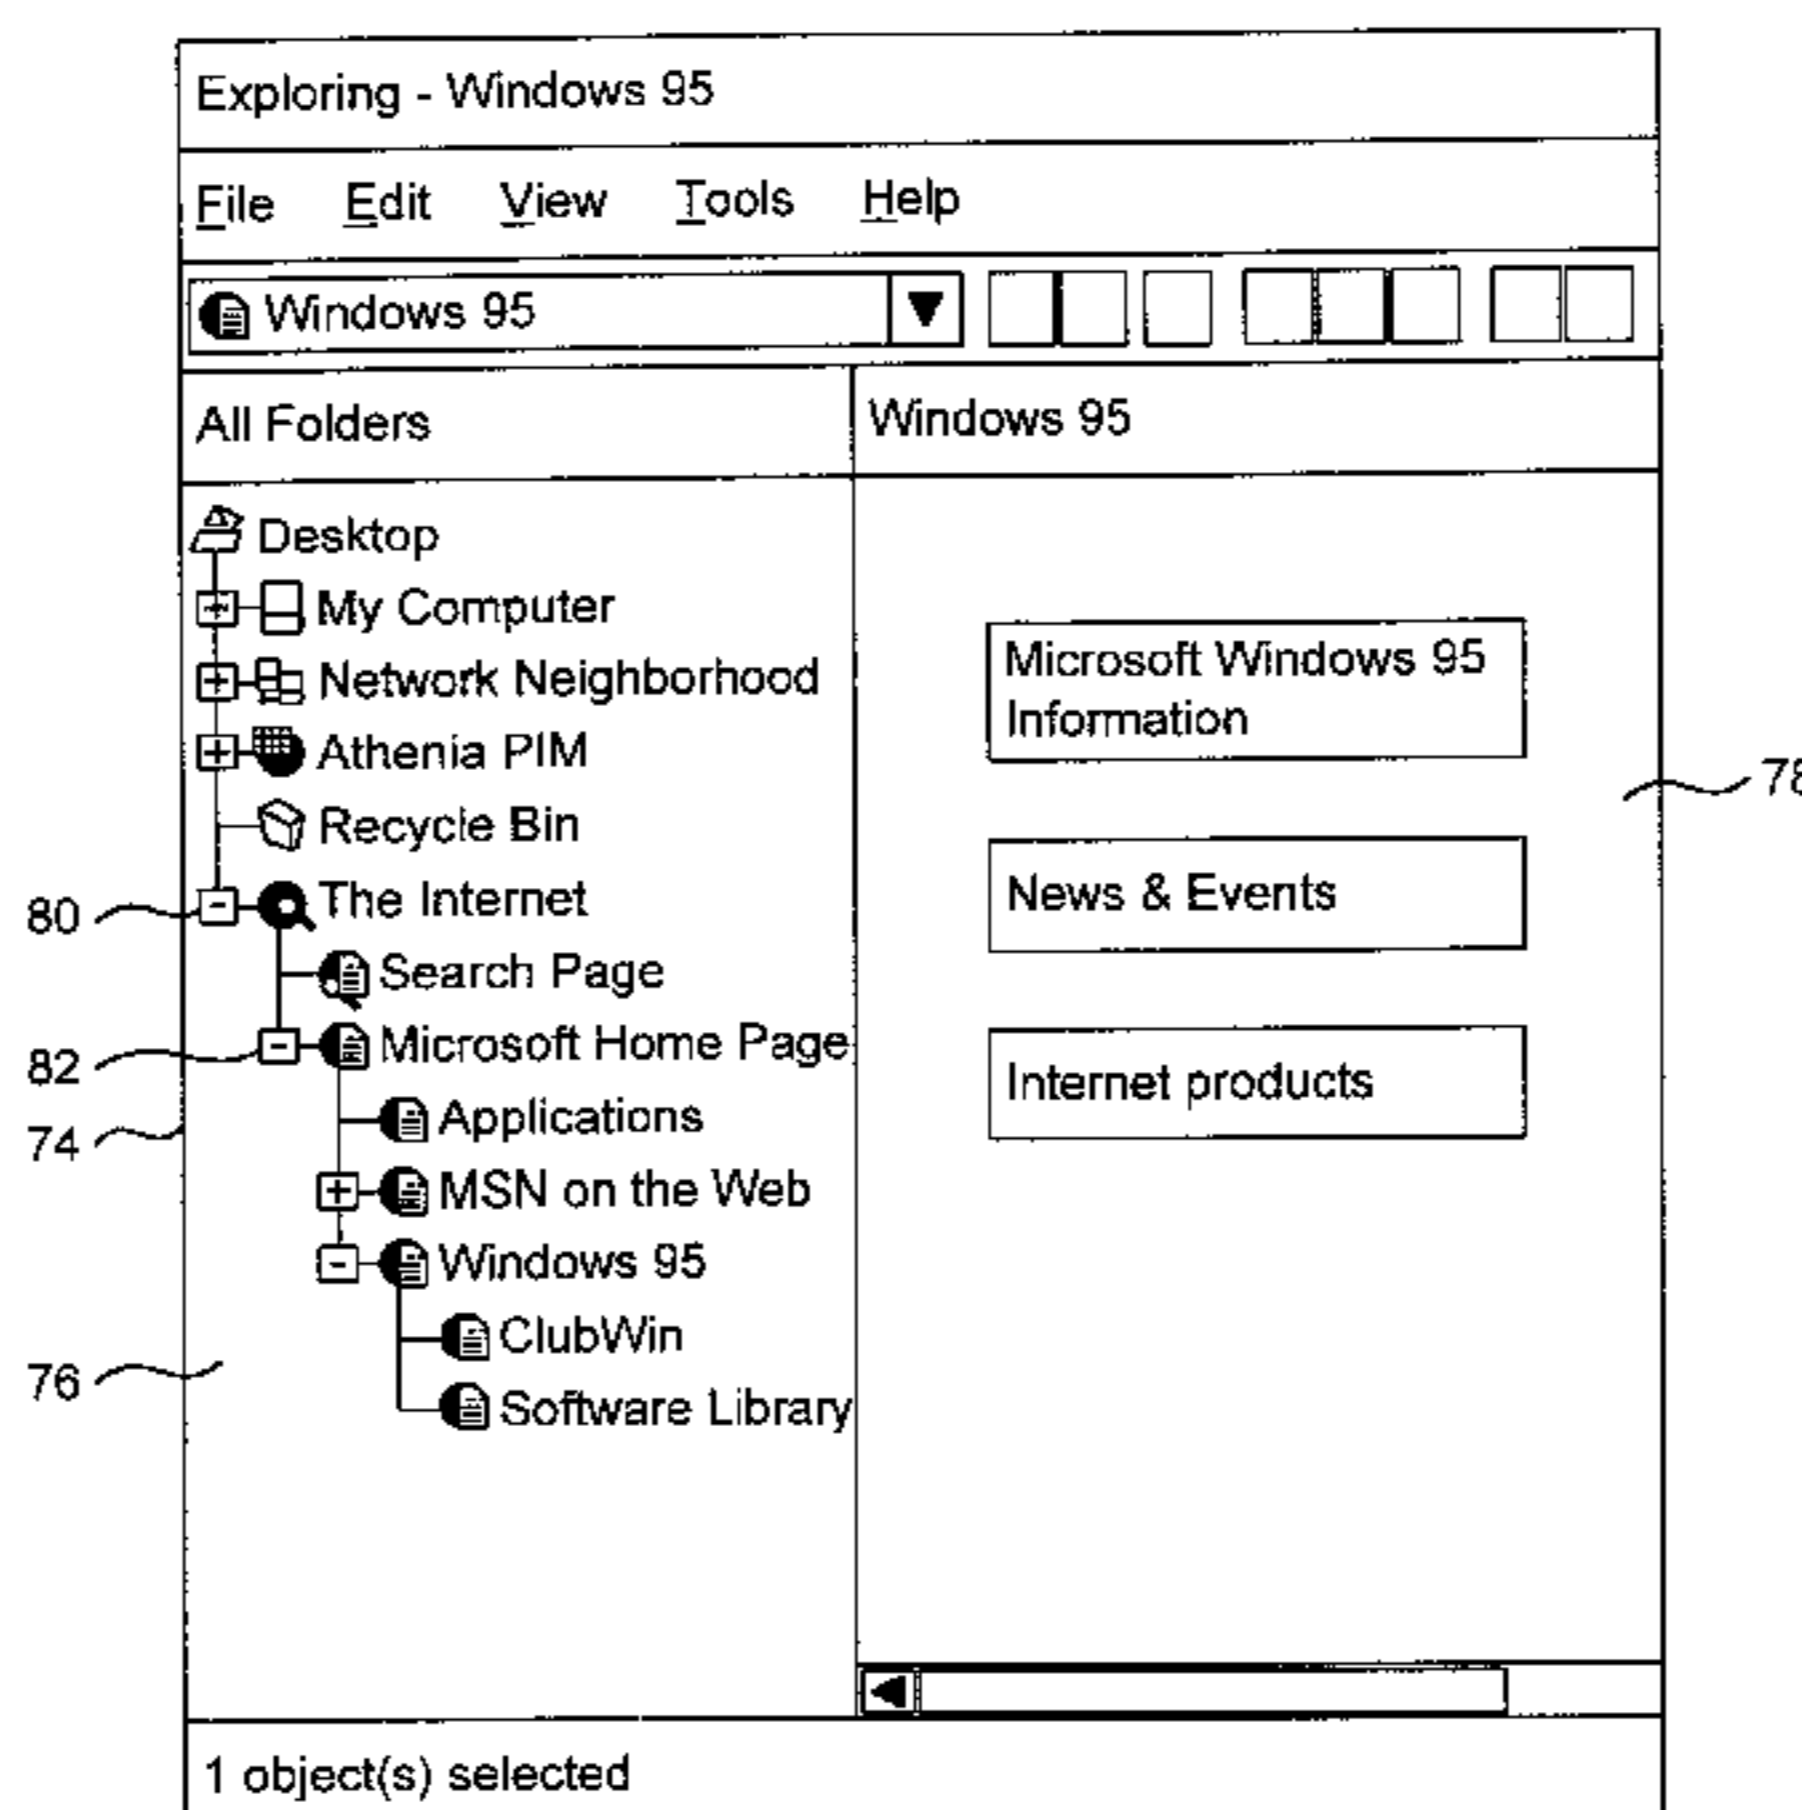 Exploring - Windows 95
File Edit View Tools Help
Windows 95
All Folders
Windows 95
Desktop
My Computer
Network Neighborhood
Athenia PIM
Recycle Bin
80
The Internet
Search Page
82
Microsoft Home Page
74
Applications
MSN on the Web
Windows 95
ClubWin
76
Software Library
Microsoft Windows 95
Information
78
News & Events
Internet products
1 object(s) selected